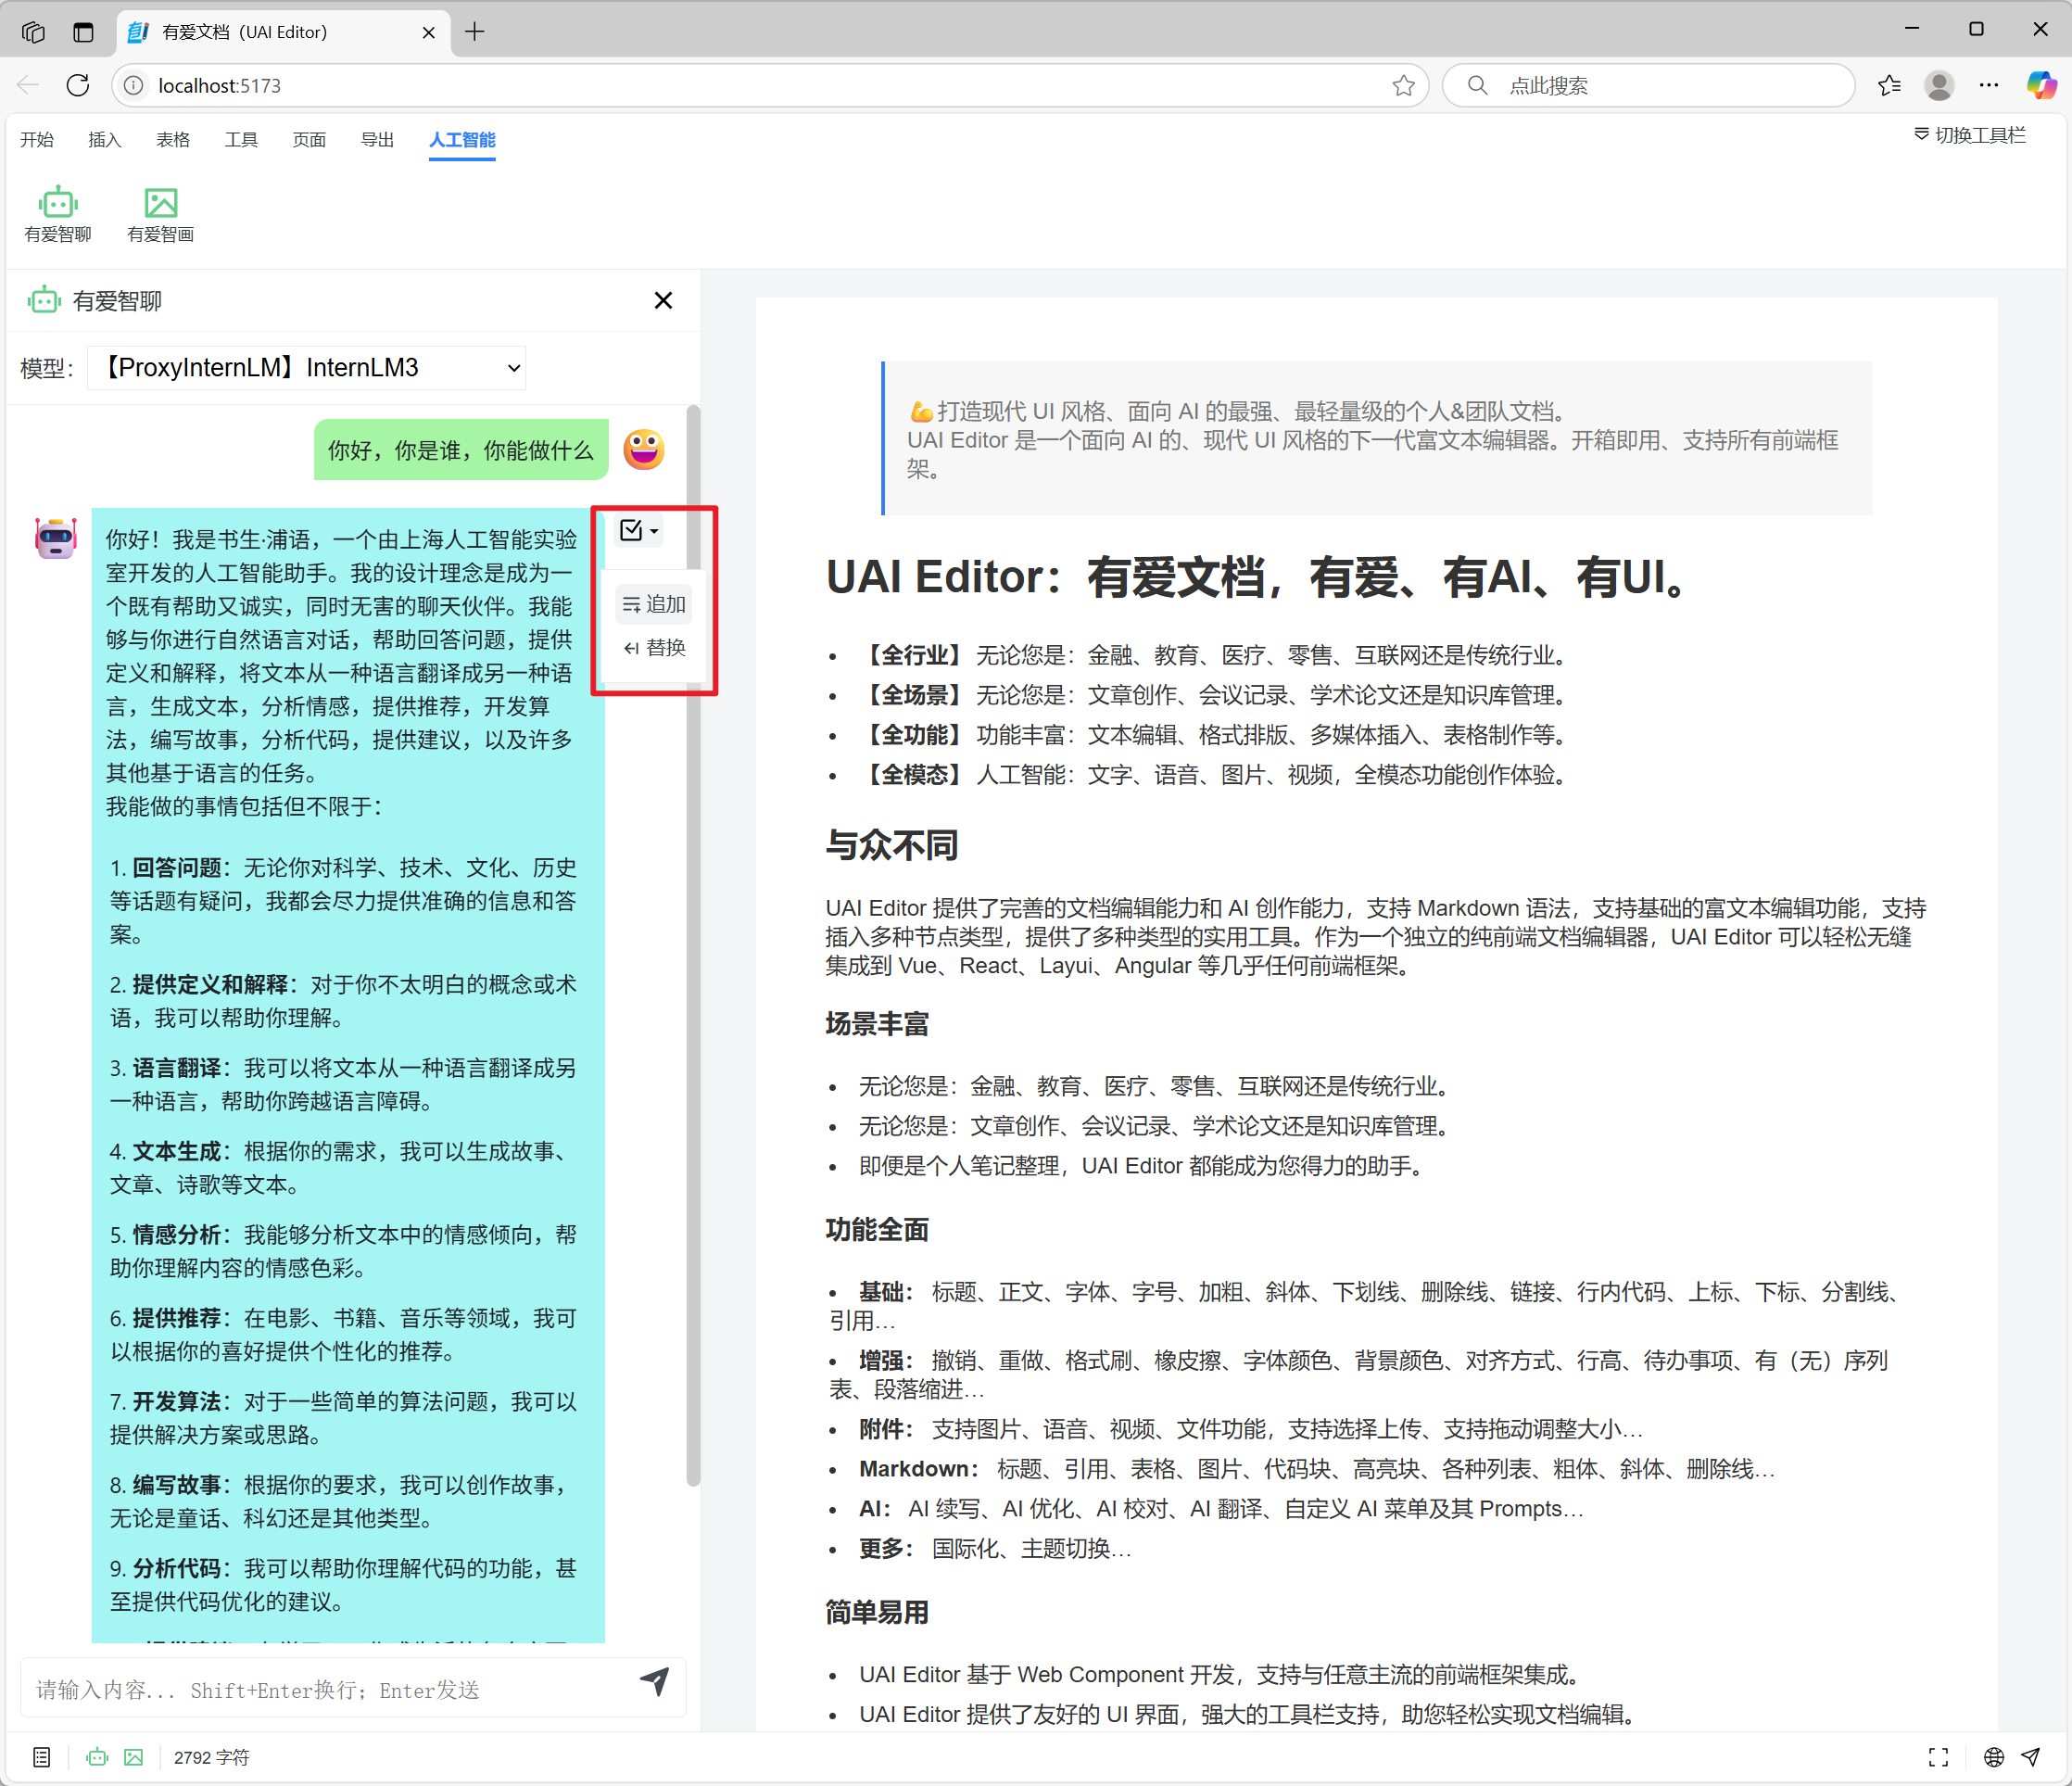 有爱文档（UAI Editor）
localhost:5173
点此搜索
开始 插入 表格 工具 页面 导出 人工智能
切换工具栏
有爱智聊 有爱智画
有爱智聊
模型：【ProxyInternLM】InternLM3
你好，你是谁，你能做什么
你好！我是书生·浦语，一个由上海人工智能实验
室开发的人工智能助手。我的设计理念是成为一
个既有帮助又诚实，同时无害的聊天伙伴。我能
够与你进行自然语言对话，帮助回答问题，提供
定义和解释，将文本从一种语言翻译成另一种语
言，生成文本，分析情感，提供推荐，开发算
法，编写故事，分析代码，提供建议，以及许多
其他基于语言的任务。
我能做的事情包括但不限于：
1. 回答问题：无论你对科学、技术、文化、历史
等话题有疑问，我都会尽力提供准确的信息和答
案。
2. 提供定义和解释：对于你不太明白的概念或术
语，我可以帮助你理解。
3. 语言翻译：我可以将文本从一种语言翻译成另
一种语言，帮助你跨越语言障碍。
4. 文本生成：根据你的需求，我可以生成故事、
文章、诗歌等文本。
5. 情感分析：我能够分析文本中的情感倾向，帮
助你理解内容的情感色彩。
6. 提供推荐：在电影、书籍、音乐等领域，我可
以根据你的喜好提供个性化的推荐。
7. 开发算法：对于一些简单的算法问题，我可以
提供解决方案或思路。
8. 编写故事：根据你的要求，我可以创作故事，
无论是童话、科幻还是其他类型。
9. 分析代码：我可以帮助你理解代码的功能，甚
至提供代码优化的建议。
追加
替换
请输入内容... Shift+Enter换行；Enter发送
💪打造现代 UI 风格、面向 AI 的最强、最轻量级的个人&团队文档。
UAI Editor 是一个面向 AI 的、现代 UI 风格的下一代富文本编辑器。开箱即用、支持所有前端框
架。
UAI Editor：有爱文档，有爱、有AI、有UI。
• 【全行业】 无论您是：金融、教育、医疗、零售、互联网还是传统行业。
• 【全场景】 无论您是：文章创作、会议记录、学术论文还是知识库管理。
• 【全功能】 功能丰富：文本编辑、格式排版、多媒体插入、表格制作等。
• 【全模态】 人工智能：文字、语音、图片、视频，全模态功能创作体验。
与众不同
UAI Editor 提供了完善的文档编辑能力和 AI 创作能力，支持 Markdown 语法，支持基础的富文本编辑功能，支持
插入多种节点类型，提供了多种类型的实用工具。作为一个独立的纯前端文档编辑器，UAI Editor 可以轻松无缝
集成到 Vue、React、Layui、Angular 等几乎任何前端框架。
场景丰富
• 无论您是：金融、教育、医疗、零售、互联网还是传统行业。
• 无论您是：文章创作、会议记录、学术论文还是知识库管理。
• 即便是个人笔记整理，UAI Editor 都能成为您得力的助手。
功能全面
• 基础： 标题、正文、字体、字号、加粗、斜体、下划线、删除线、链接、行内代码、上标、下标、分割线、
引用…
• 增强： 撤销、重做、格式刷、橡皮擦、字体颜色、背景颜色、对齐方式、行高、待办事项、有（无）序列
表、段落缩进…
• 附件： 支持图片、语音、视频、文件功能，支持选择上传、支持拖动调整大小…
• Markdown： 标题、引用、表格、图片、代码块、高亮块、各种列表、粗体、斜体、删除线…
• AI： AI 续写、AI 优化、AI 校对、AI 翻译、自定义 AI 菜单及其 Prompts…
• 更多： 国际化、主题切换…
简单易用
• UAI Editor 基于 Web Component 开发，支持与任意主流的前端框架集成。
• UAI Editor 提供了友好的 UI 界面，强大的工具栏支持，助您轻松实现文档编辑。
2792 字符